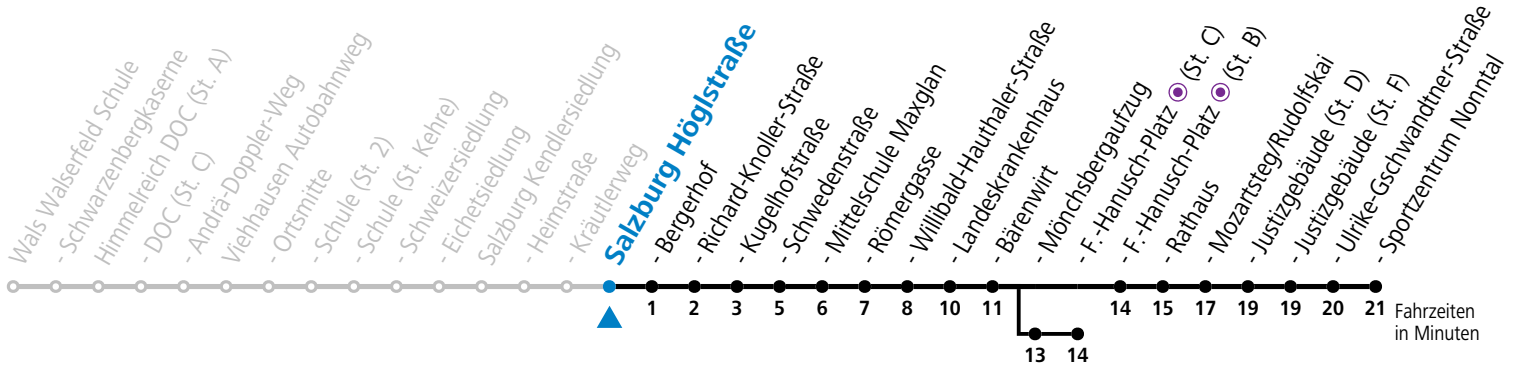 Wals Walserfeld Schule
- Schwarzenbergkaserne
Himmelreich DOC (St. A)
- DOC (St. C)
- Andrä-Doppler-Weg
Viehhausen Autobahnweg
- Ortsmitte
- Schule (St. 2)
- Schule (St. Kehre)
- Schweizersiedlung
- Eichetsiedlung
Salzburg Kendlersiedlung
- Heimstraße
- Kräutlerweg
Salzburg Höglstraße
- Bergerhof
- Richard-Knoller-Straße
- Kugelhofstraße
- Schwedenstraße
- Mittelschule Maxglan
- Römergasse
- Willibald-Hauthaler-Straße
- Landeskrankenhaus
- Bärenwirt
- Mönchsbergaufzug
- F.-Hanusch-Platz (St. C)
- F.-Hanusch-Platz (St. B)
- Rathaus
- Mozartsteg/Rudolfskai
- Justizgebäude (St. D)
- Justizgebäude (St. F)
- Ulrike-Gschwandtner-Straße
- Sportzentrum Nonntal
1 2 3 5 6 7 8 10 11 14 15 17 19 19 20 21 Fahrzeiten
in Minuten
13 14